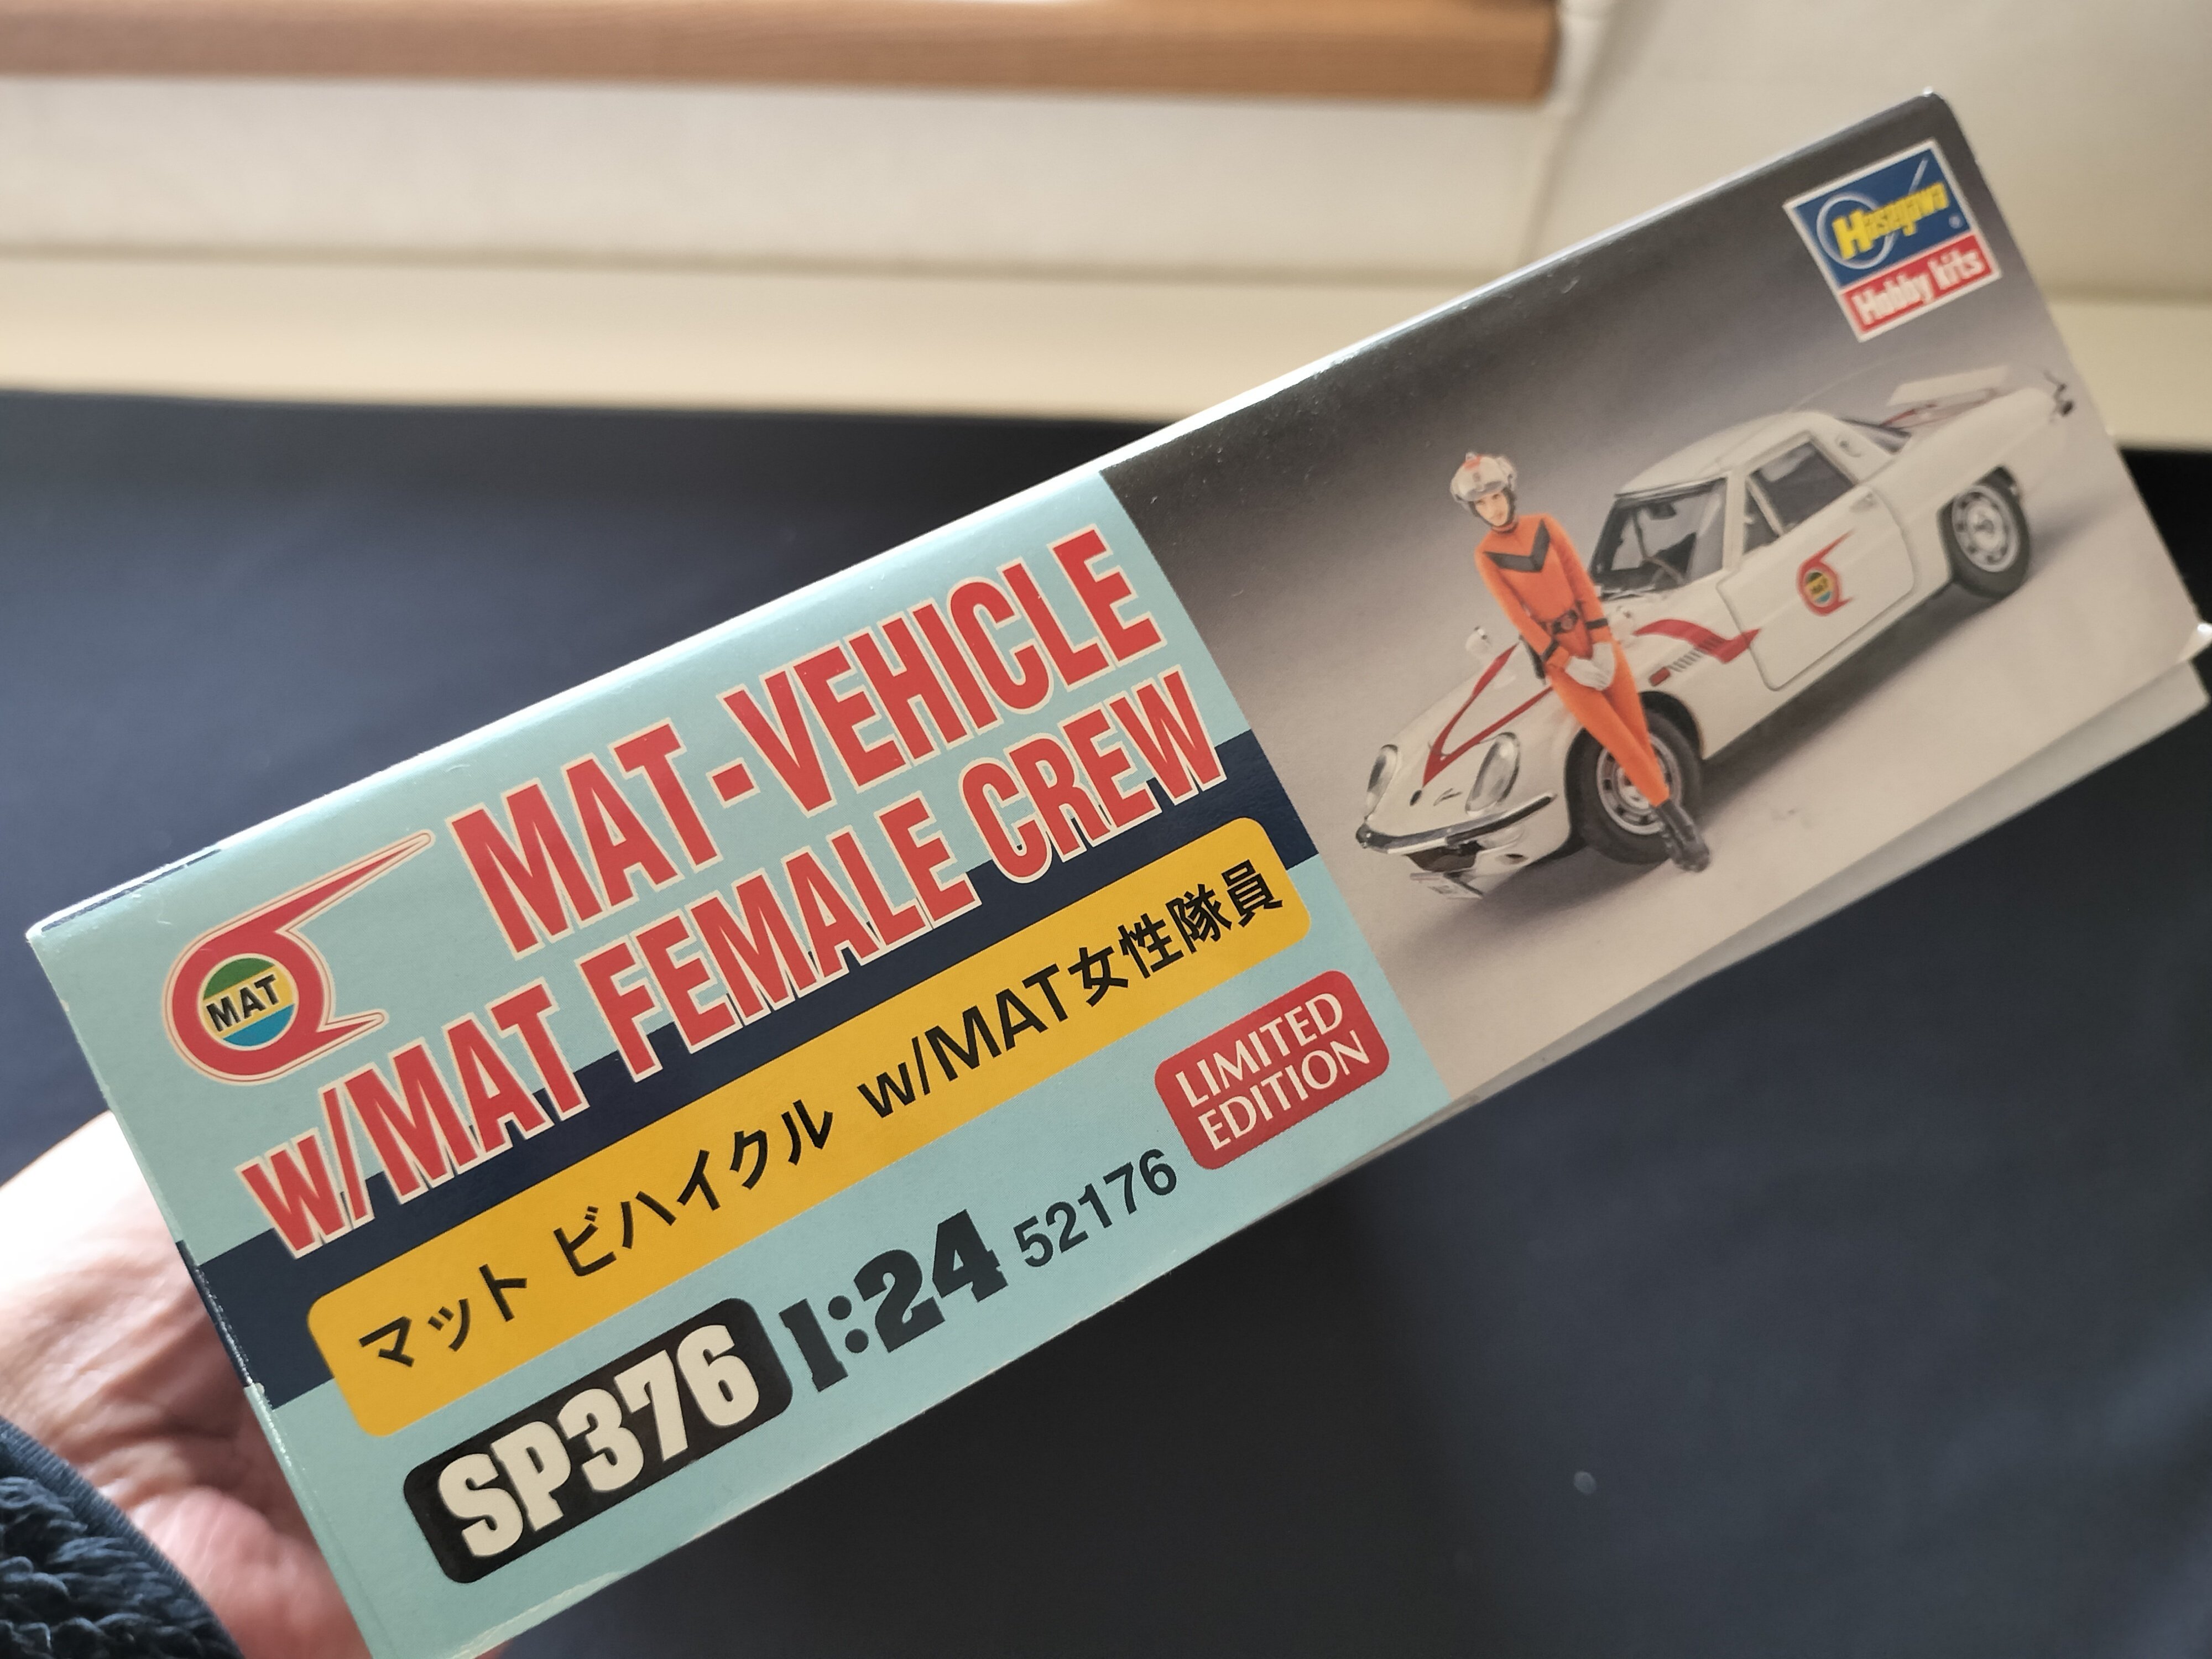 MAT-VEHICLE
w/MAT FEMALE CREW
MAT
マット ビハイクル w/MAT女性隊員
LIMITED
EDITION
SP376 1:24 52176
Hasegawa
Hobby kits
MAT